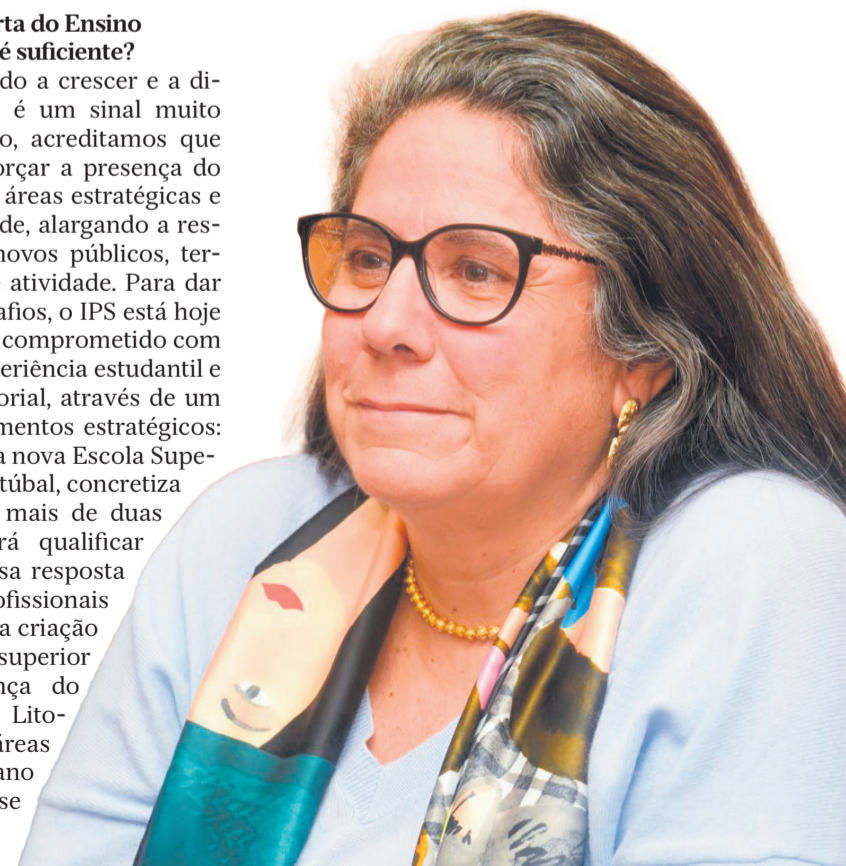 rta do Ensino
é suficiente?
do a crescer e a di-
é um sinal muito
o, acreditamos que
orçar a presença do
áreas estratégicas e
de, alargando a res-
novos públicos, ter-
atividade. Para dar
afios, o IPS está hoje
comprometido com
eriência estudantil e
orial, através de um
mentos estratégicos:
a nova Escola Supe-
túbal, concretiza
mais de duas
rá qualificar
sa resposta
ofissionais
a criação
superior
nça do
Lito-
áreas
ano
se